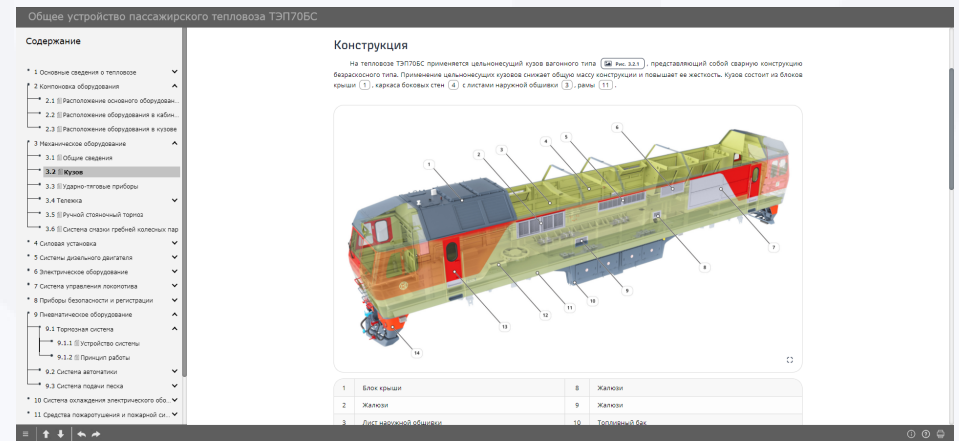 Общее устройство пассажирского тепловоза ТЭП70БС
Содержание
1 Основные сведения о тепловозе
2 Компоновка оборудования
2.1 Расположение основного оборудован...
2.2 Расположение оборудования в кабин...
2.3 Расположение оборудования в кузове
3 Механическое оборудование
3.1 Общие сведения
3.2 Кузов
3.3 Ударно-тяговые приборы
3.4 Тележка
3.5 Ручной стояночный тормоз
3.6 Система смазки гребней колесных пар
4 Силовая установка
5 Системы дизельного двигателя
6 Электрическое оборудование
7 Система управления локомотива
8 Приборы безопасности и регистрации
9 Пневматическое оборудование
9.1 Тормозная система
9.1.1 Устройство системы
9.1.2 Принцип работы
9.2 Система автоматики
9.3 Система подачи песка
10 Система охлаждения электрического обо...
11 Средства пожаротушения и пожарной си...
Конструкция
На тепловозе ТЭП70БС применяется цельнонесущий кузов вагонного типа Рис. 3.2.1, представляющий собой сварную конструкцию
безраскосного типа. Применение цельнонесущих кузовов снижает общую массу конструкции и повышает ее жесткость. Кузов состоит из блоков
крыши 1, каркаса боковых стен 4 с листами наружной обшивки 3, рамы 11.
1
2
3
4
5
6
7
8
9
10
11
12
13
14
1 Блок крыши 8 Жалюзи
2 Жалюзи 9 Жалюзи
3 Лист наружной обшивки 10 Топливный бак